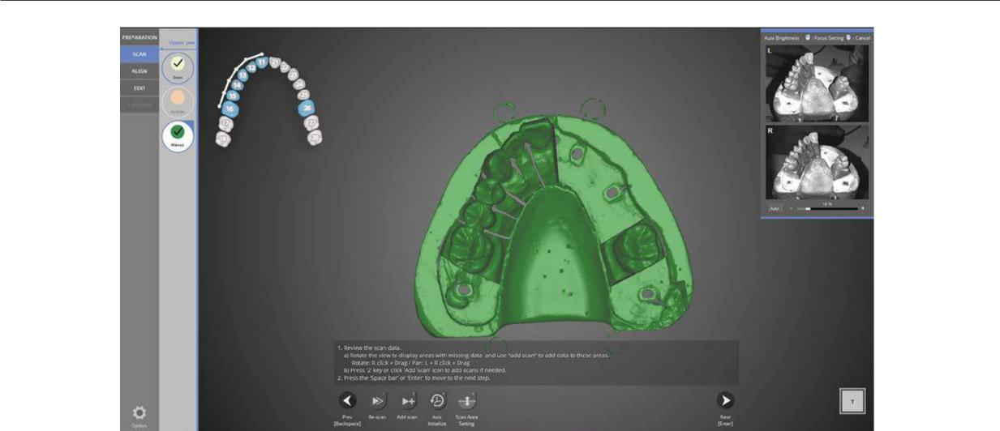 PREPARATION
SCAN
ALIGN
EDIT
Upper jaw
Base
Waxup
11 21
12
13 23
14 24
15 25
16 26
17 27
18 28
Auto Brightness : Focus Setting : Cancel
L
R
16 %
Auto - +
1. Review the scan data.
a) Rotate the view to display areas with missing data and use "add scan" to add data to these areas.
Rotate: R click + Drag / Pan: L + R click + Drag
b) Press '2' key or click 'Add Scan' icon to add scans if needed.
2. Press the 'Space bar' or 'Enter' to move to the next step.
Prev
[Backspace]
Re-scan
Add scan
Axis
Initialize
Scan Area
Setting
Next
[Enter]
Option
T